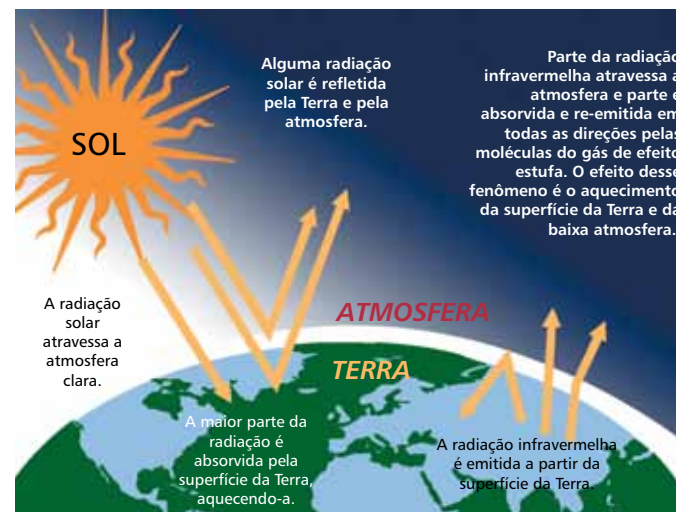 SOL
Alguma radiação
solar é refletida
pela Terra e pela
atmosfera.
Parte da radiação
infravermelha atravessa a
atmosfera e parte é
absorvida e re-emitida em
todas as direções pelas
moléculas do gás de efeito
estufa. O efeito desse
fenômeno é o aquecimento
da superfície da Terra e da
baixa atmosfera.
A radiação
solar
atravessa a
atmosfera
clara.
ATMOSFERA
TERRA
A maior parte da
radiação é
absorvida pela
superfície da Terra,
aquecendo-a.
A radiação infravermelha
é emitida a partir da
superfície da Terra.